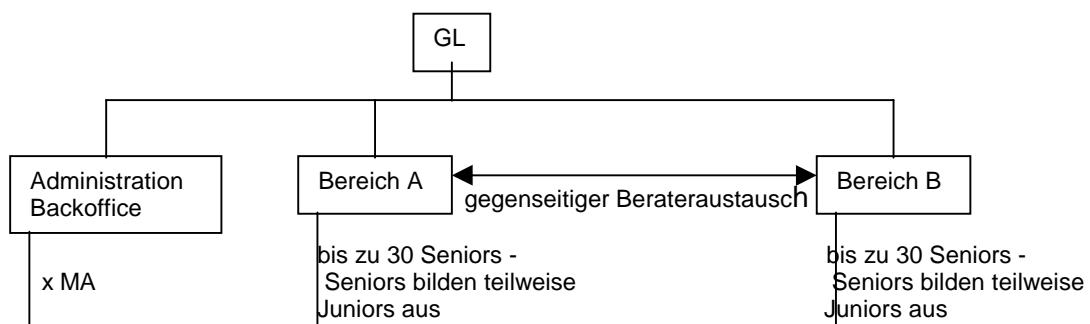 GL
Administration
Backoffice
Bereich A
gegenseitiger Berateraustausch
Bereich B
x MA
bis zu 30 Seniors -
Seniors bilden teilweise
Juniors aus
bis zu 30 Seniors -
Seniors bilden teilweise
Juniors aus